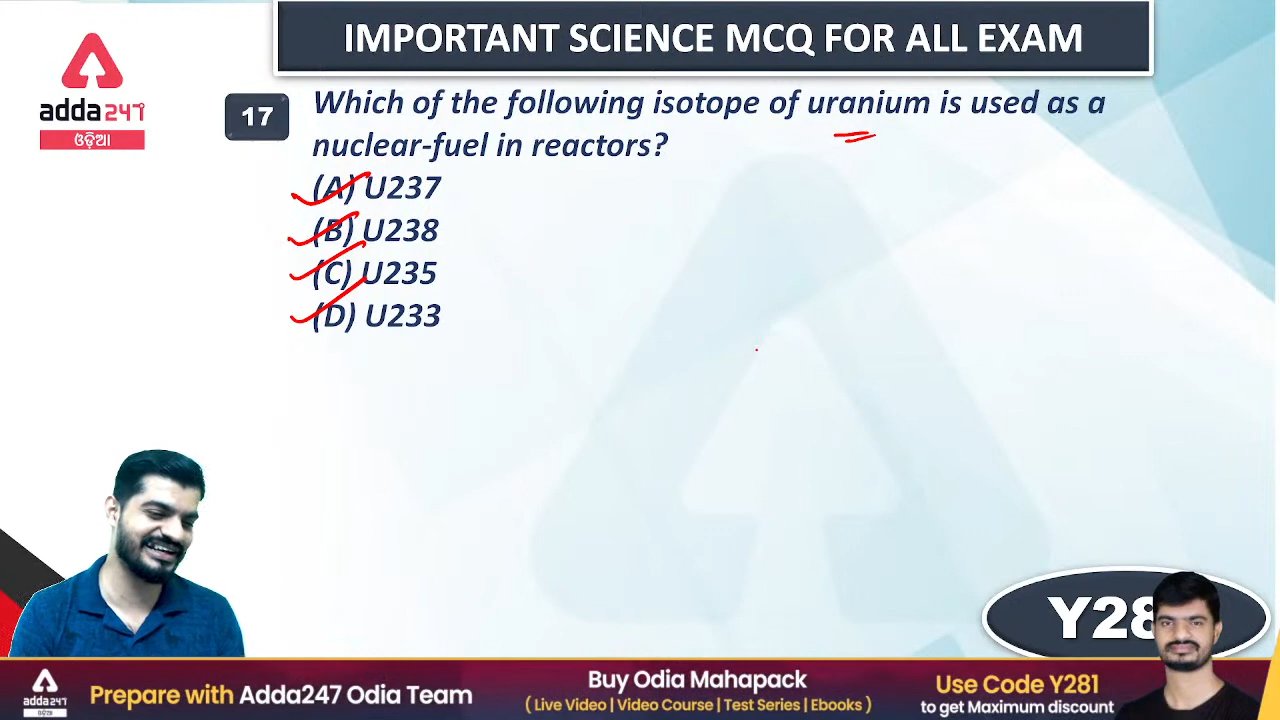 IMPORTANT SCIENCE MCQ FOR ALL EXAM
adda247
ଓଡ଼ିଆ
17
Which of the following isotope of uranium is used as a
nuclear-fuel in reactors?
(A) U237
(B) U238
(C) U235
(D) U233
Y28
adda247
ଓଡ଼ିଆ
Prepare with Adda247 Odia Team
Buy Odia Mahapack
( Live Video | Video Course | Test Series | Ebooks )
Use Code Y281
to get Maximum discount